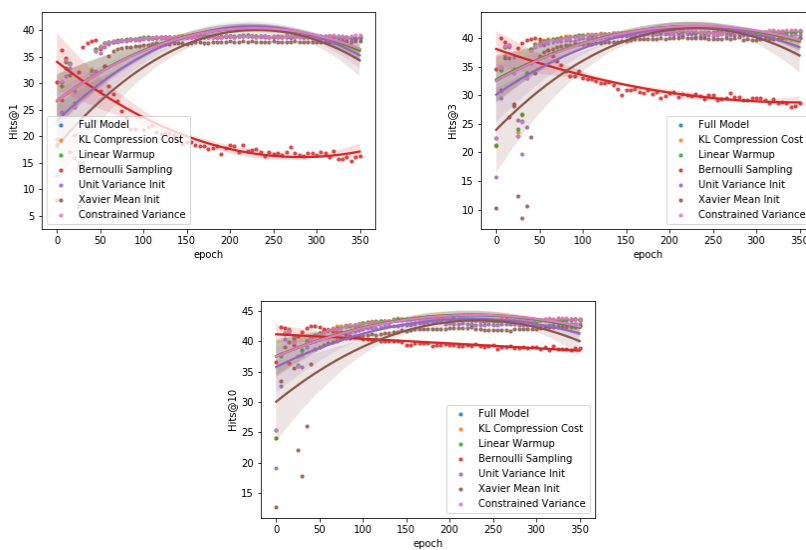 40
35
30
25
20
15
10
5
Hits@1
Full Model
KL Compression Cost
Linear Warmup
Bernoulli Sampling
Unit Variance Init
Xavier Mean Init
Constrained Variance
0 50 100 150 200 250 300 350
epoch
40
35
30
25
20
15
10
Hits@3
Full Model
KL Compression Cost
Linear Warmup
Bernoulli Sampling
Unit Variance Init
Xavier Mean Init
Constrained Variance
0 50 100 150 200 250 300 350
epoch
45
40
35
30
25
20
15
Hits@10
Full Model
KL Compression Cost
Linear Warmup
Bernoulli Sampling
Unit Variance Init
Xavier Mean Init
Constrained Variance
0 50 100 150 200 250 300 350
epoch